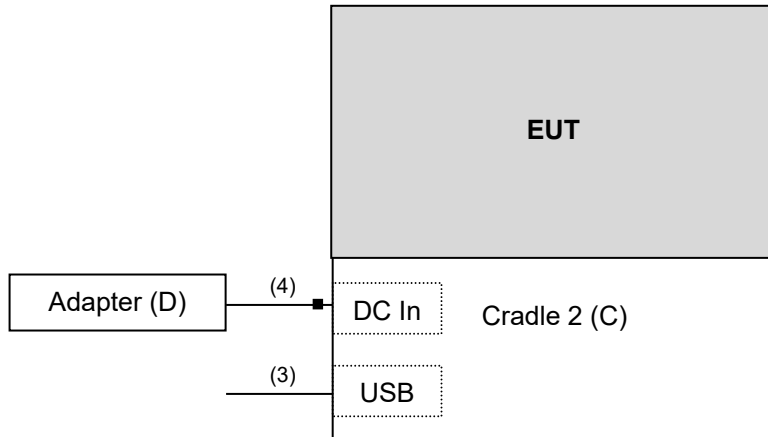 EUT
Adapter (D)
(4)
DC In
Cradle 2 (C)
(3)
USB